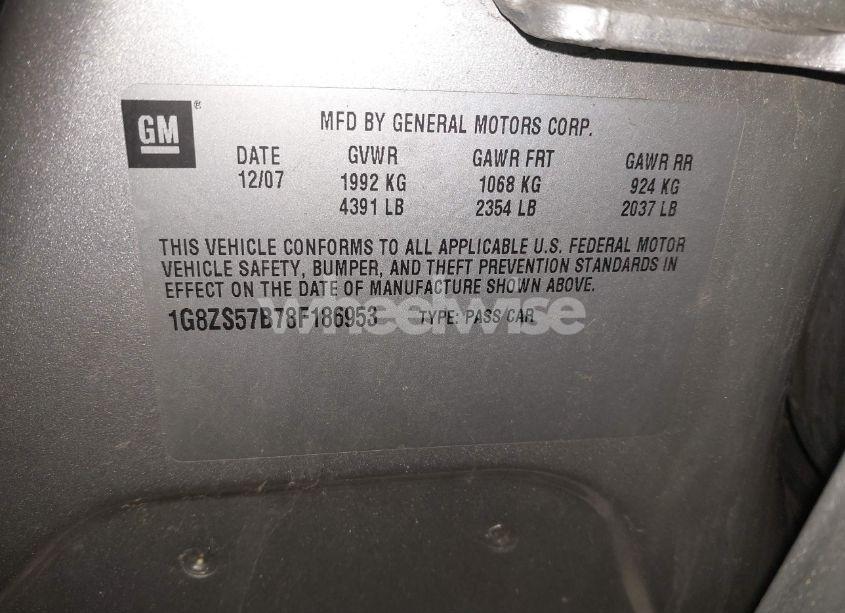 GM®
MFD BY GENERAL MOTORS CORP.
DATE GVWR GAWR FRT GAWR RR
12/07 1992 KG 1068 KG 924 KG
4391 LB 2354 LB 2037 LB
THIS VEHICLE CONFORMS TO ALL APPLICABLE U.S. FEDERAL MOTOR
VEHICLE SAFETY, BUMPER, AND THEFT PREVENTION STANDARDS IN
EFFECT ON THE DATE OF MANUFACTURE SHOWN ABOVE.
1G8ZS57B78F186953 TYPE: PASS/CAR
wheelwise